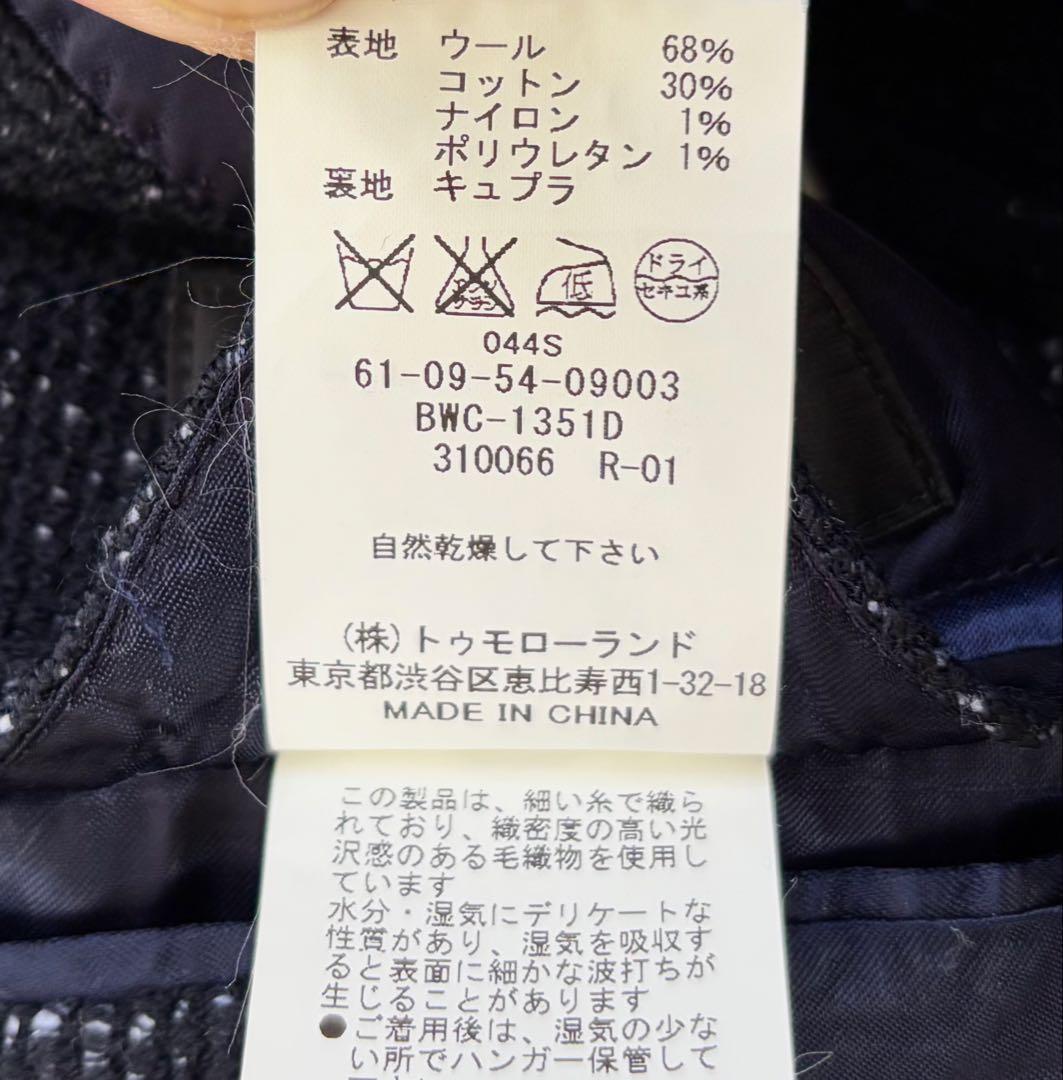 表地 ウール 68%
コットン 30%
ナイロン 1%
ポリウレタン 1%
裏地 キュプラ
低 ドライ
セキユ系
044S
61-09-54-09003
BWC-1351D
310066 R-01
自然乾燥して下さい
(株)トゥモローランド
東京都渋谷区恵比寿西1-32-18
MADE IN CHINA
この製品は、細い糸で織ら
れており、織密度の高い光
沢感のある毛織物を使用し
ています
水分・湿気にデリケートな
性質があり、湿気を吸収す
ると表面に細かな波打ちが
生じることがあります
●ご着用後は、湿気の少な
い所でハンガー保管して